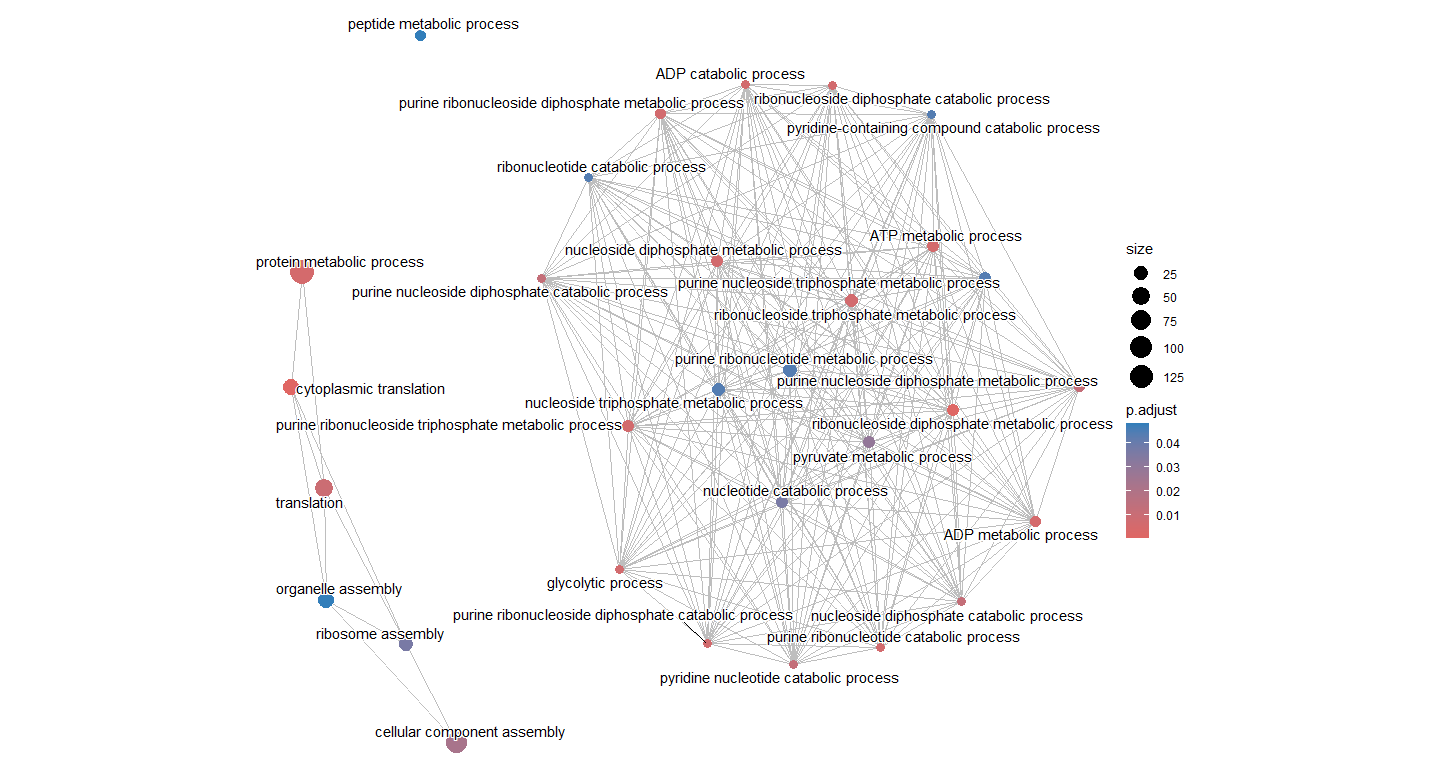 peptide metabolic process
ADP catabolic process
purine ribonucleoside diphosphate metabolic process
ribonucleoside diphosphate catabolic process
pyridine-containing compound catabolic process
ribonucleotide catabolic process
ATP metabolic process
nucleoside diphosphate metabolic process
protein metabolic process
purine nucleoside triphosphate metabolic process
purine nucleoside diphosphate catabolic process
ribonucleoside triphosphate metabolic process
purine ribonucleotide metabolic process
purine nucleoside diphosphate metabolic process
cytoplasmic translation
nucleoside triphosphate metabolic process
purine ribonucleoside triphosphate metabolic process
ribonucleoside diphosphate metabolic process
pyruvate metabolic process
nucleotide catabolic process
translation
ADP metabolic process
glycolytic process
organelle assembly
purine ribonucleoside diphosphate catabolic process
nucleoside diphosphate catabolic process
ribosome assembly
purine ribonucleotide catabolic process
pyridine nucleotide catabolic process
cellular component assembly
size
25
50
75
100
125
p.adjust
0.04
0.03
0.02
0.01